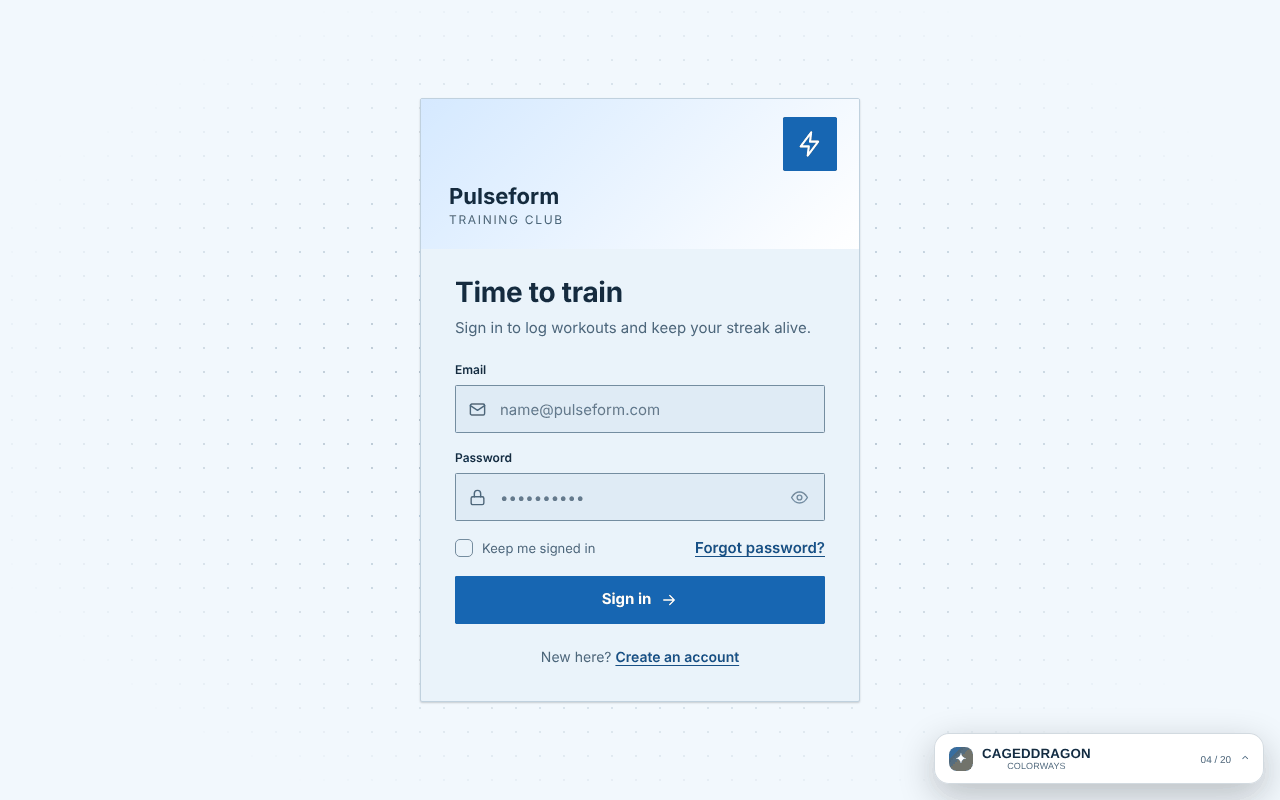 Pulseform
TRAINING CLUB
Time to train
Sign in to log workouts and keep your streak alive.
Email
name@pulseform.com
Password
••••••••••
Keep me signed in
Forgot password?
Sign in →
New here? Create an account
CAGEDDRAGON
COLORWAYS
04 / 20